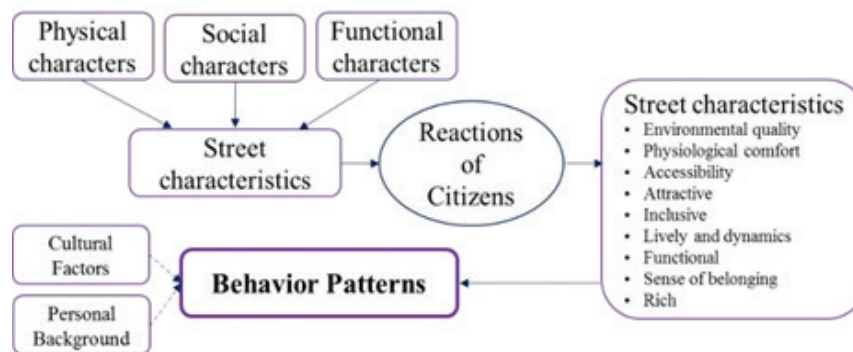 Physical
characters
Social
characters
Functional
characters
Street
characteristics
Reactions
of
Citizens
Street characteristics
• Environmental quality
• Physiological comfort
• Accessibility
• Attractive
• Inclusive
• Lively and dynamics
• Functional
• Sense of belonging
• Rich
Cultural
Factors
Personal
Background
Behavior Patterns